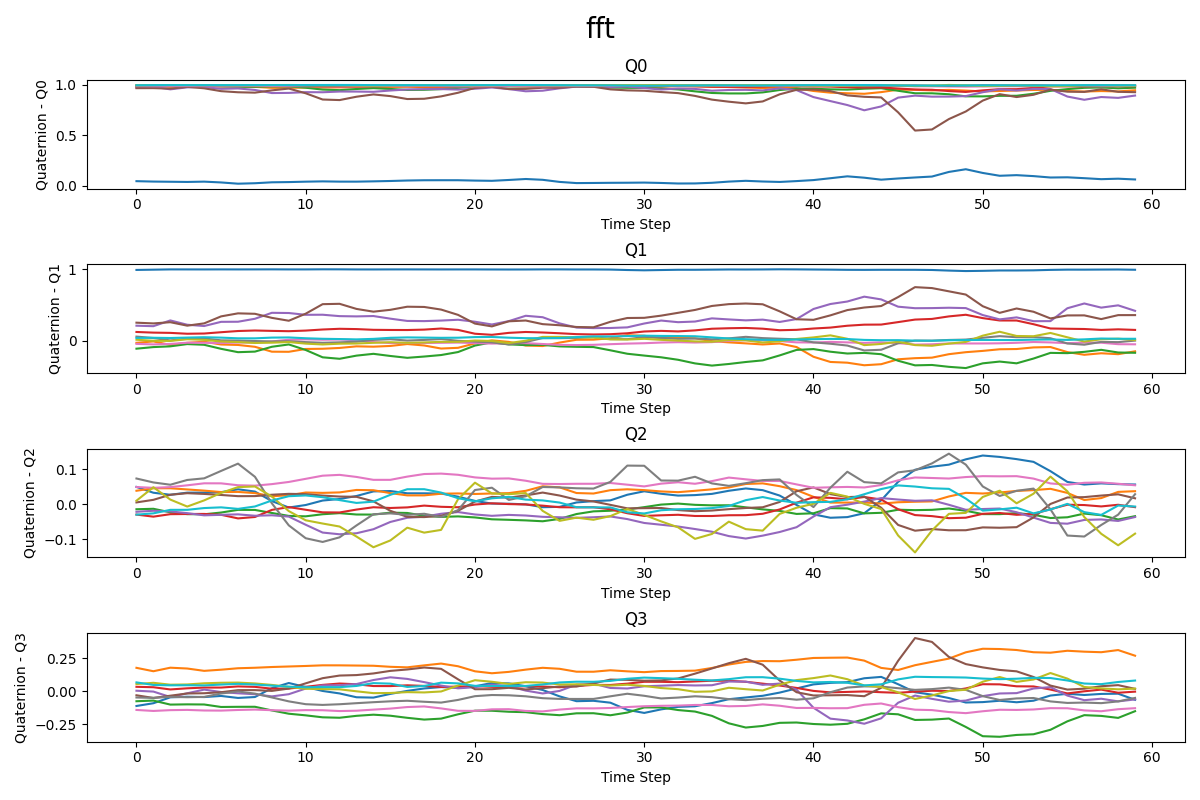 fft
Q0
Quaternion - Q0
1.0
0.5
0.0
0 10 20 30 40 50 60
Time Step
Q1
Quaternion - Q1
1
0
0 10 20 30 40 50 60
Time Step
Q2
Quaternion - Q2
0.1
0.0
−0.1
0 10 20 30 40 50 60
Time Step
Q3
Quaternion - Q3
0.25
0.00
−0.25
0 10 20 30 40 50 60
Time Step